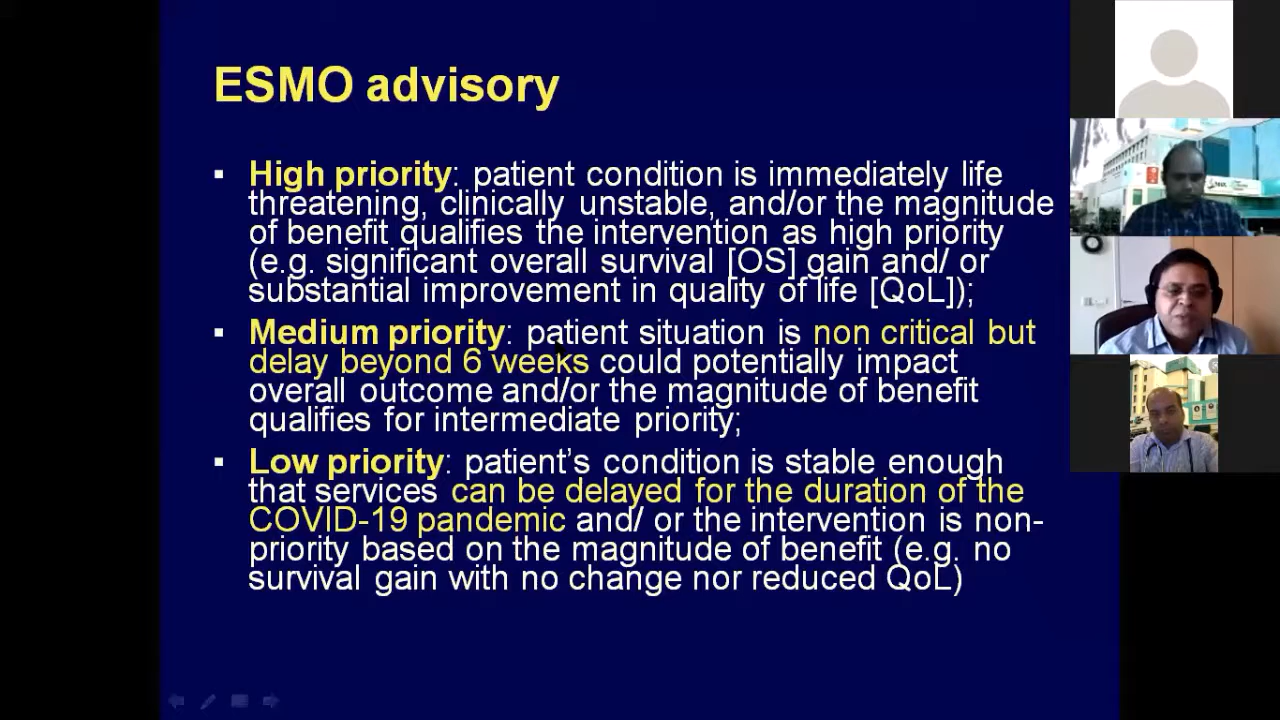 ESMO advisory
▪ High priority: patient condition is immediately life
threatening, clinically unstable, and/or the magnitude
of benefit qualifies the intervention as high priority
(e.g. significant overall survival [OS] gain and/ or
substantial improvement in quality of life [QoL]);
▪ Medium priority: patient situation is non critical but
delay beyond 6 weeks could potentially impact
overall outcome and/or the magnitude of benefit
qualifies for intermediate priority;
▪ Low priority: patient’s condition is stable enough
that services can be delayed for the duration of the
COVID-19 pandemic and/ or the intervention is non-
priority based on the magnitude of benefit (e.g. no
survival gain with no change nor reduced QoL)